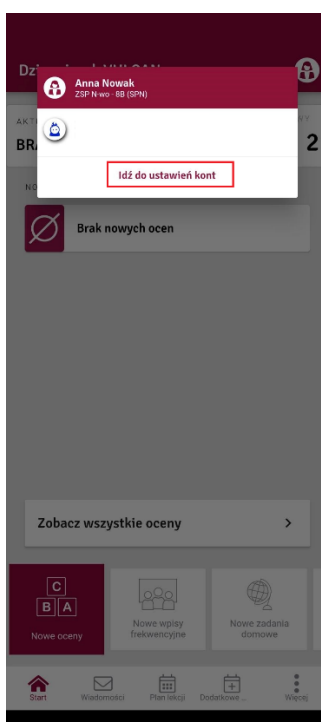 Anna Nowak
ZSP N-wo - 8B (SPN)
Idź do ustawień kont
2
Brak nowych ocen
Zobacz wszystkie oceny
C
B A
Nowe oceny
Nowe wpisy
frekwencyjne
Nowe zadania
domowe
Start
Wiadomości
Plan lekcji
Dodatkowe ...
Więcej